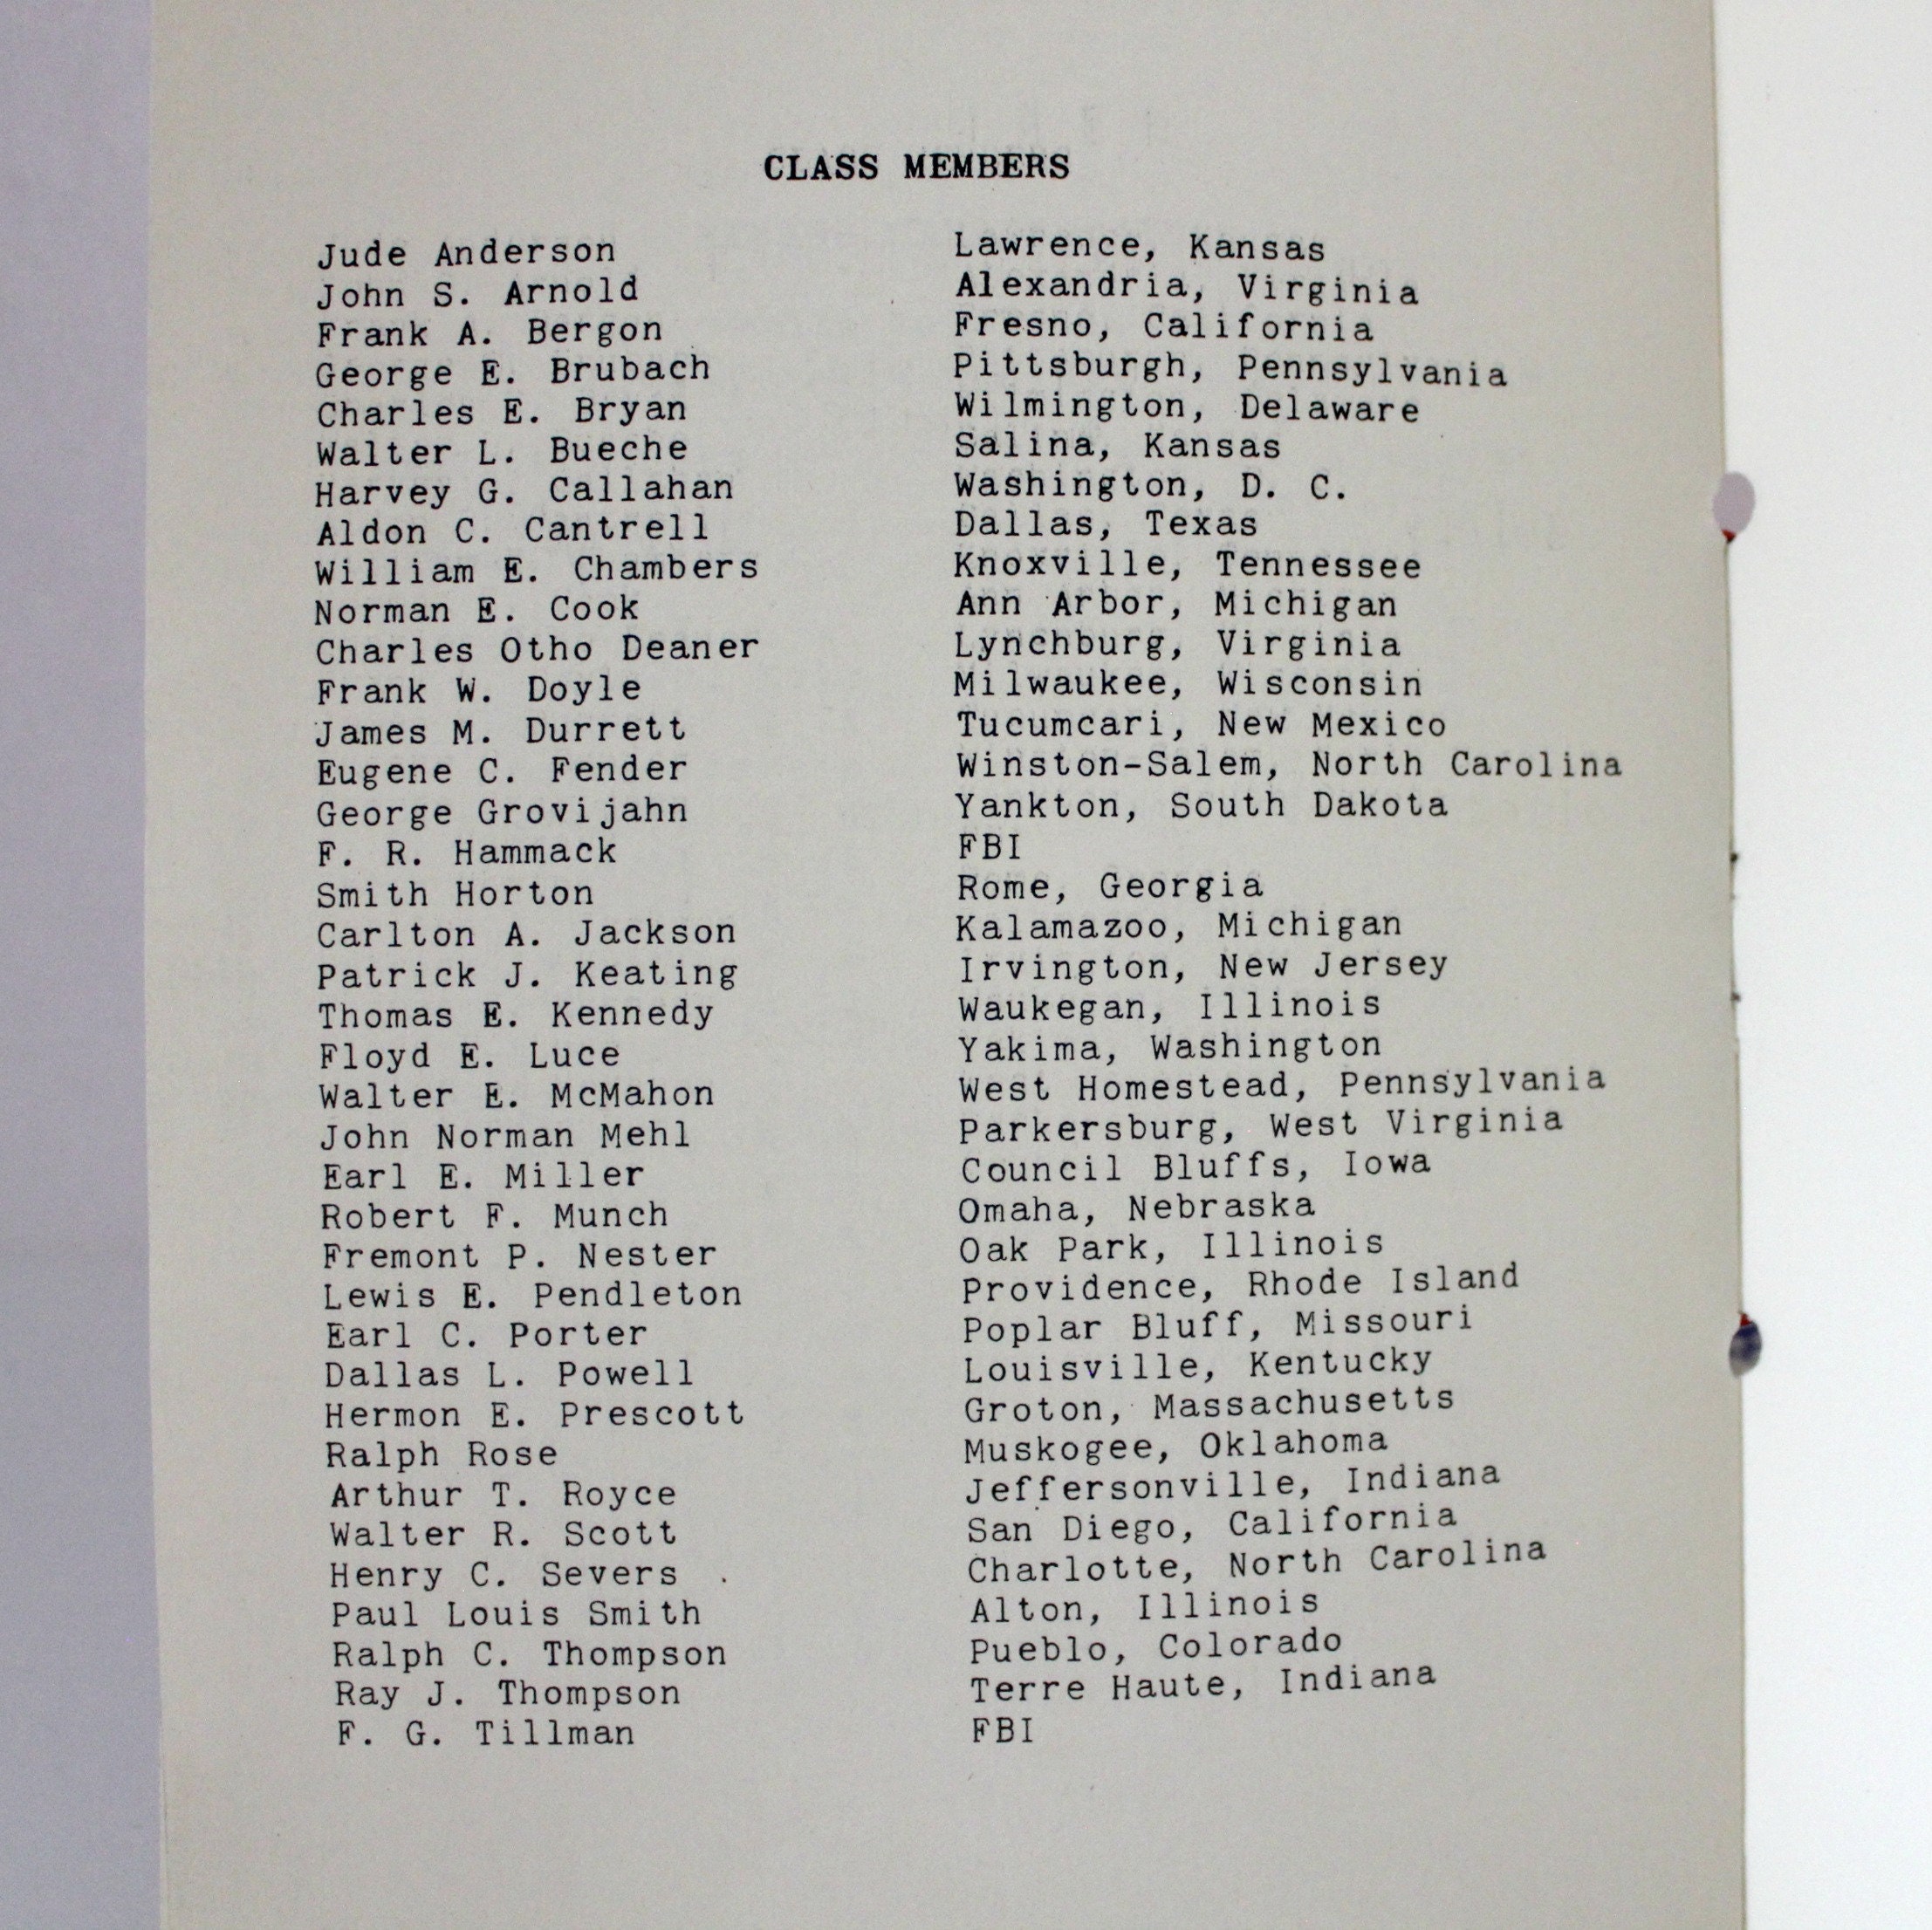 CLASS MEMBERS
Jude Anderson Lawrence, Kansas
John S. Arnold Alexandria, Virginia
Frank A. Bergon Fresno, California
George E. Brubach Pittsburgh, Pennsylvania
Charles E. Bryan Wilmington, Delaware
Walter L. Bueche Salina, Kansas
Harvey G. Callahan Washington, D. C.
Aldon C. Cantrell Dallas, Texas
William E. Chambers Knoxville, Tennessee
Norman E. Cook Ann Arbor, Michigan
Charles Otho Deaner Lynchburg, Virginia
Frank W. Doyle Milwaukee, Wisconsin
James M. Durrett Tucumcari, New Mexico
Eugene C. Fender Winston-Salem, North Carolina
George Grovijahn Yankton, South Dakota
F. R. Hammack FBI
Smith Horton Rome, Georgia
Carlton A. Jackson Kalamazoo, Michigan
Patrick J. Keating Irvington, New Jersey
Thomas E. Kennedy Waukegan, Illinois
Floyd E. Luce Yakima, Washington
Walter E. McMahon West Homestead, Pennsylvania
John Norman Mehl Parkersburg, West Virginia
Earl E. Miller Council Bluffs, Iowa
Robert F. Munch Omaha, Nebraska
Fremont P. Nester Oak Park, Illinois
Lewis E. Pendleton Providence, Rhode Island
Earl C. Porter Poplar Bluff, Missouri
Dallas L. Powell Louisville, Kentucky
Hermon E. Prescott Groton, Massachusetts
Ralph Rose Muskogee, Oklahoma
Arthur T. Royce Jeffersonville, Indiana
Walter R. Scott San Diego, California
Henry C. Severs Charlotte, North Carolina
Paul Louis Smith Alton, Illinois
Ralph C. Thompson Pueblo, Colorado
Ray J. Thompson Terre Haute, Indiana
F. G. Tillman FBI